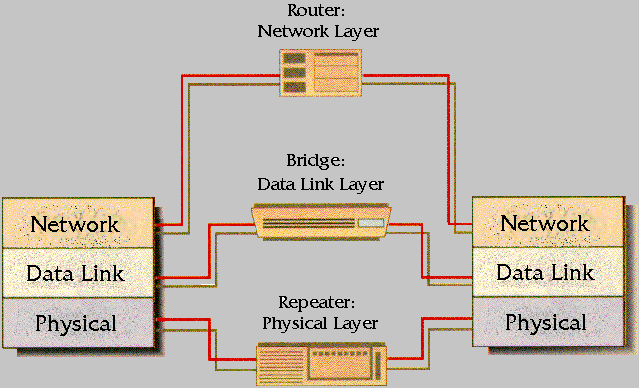 Router:
Network Layer
Bridge:
Data Link Layer
Network
Data Link
Physical
Network
Data Link
Physical
Repeater:
Physical Layer